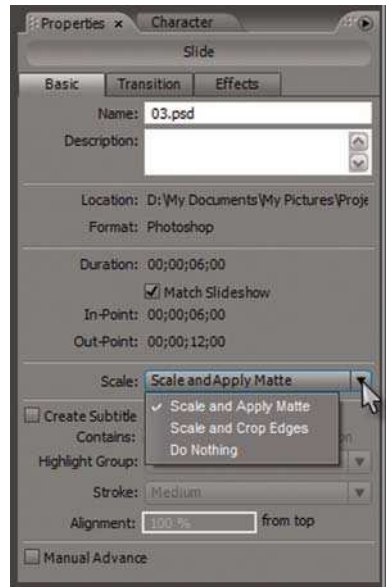 Properties × Character
Slide
Basic Transition Effects
Name: 03.psd
Description:
Location: D:\My Documents\My Pictures\Proje
Format: Photoshop
Duration: 00;00;06;00
Match Slideshow
In-Point: 00;00;06;00
Out-Point: 00;00;12;00
Scale: Scale and Apply Matte
Scale and Apply Matte
Scale and Crop Edges
Do Nothing
Create Subtitle
Contains:
Highlight Group:
Stroke: Medium
Alignment: 100 % from top
Manual Advance